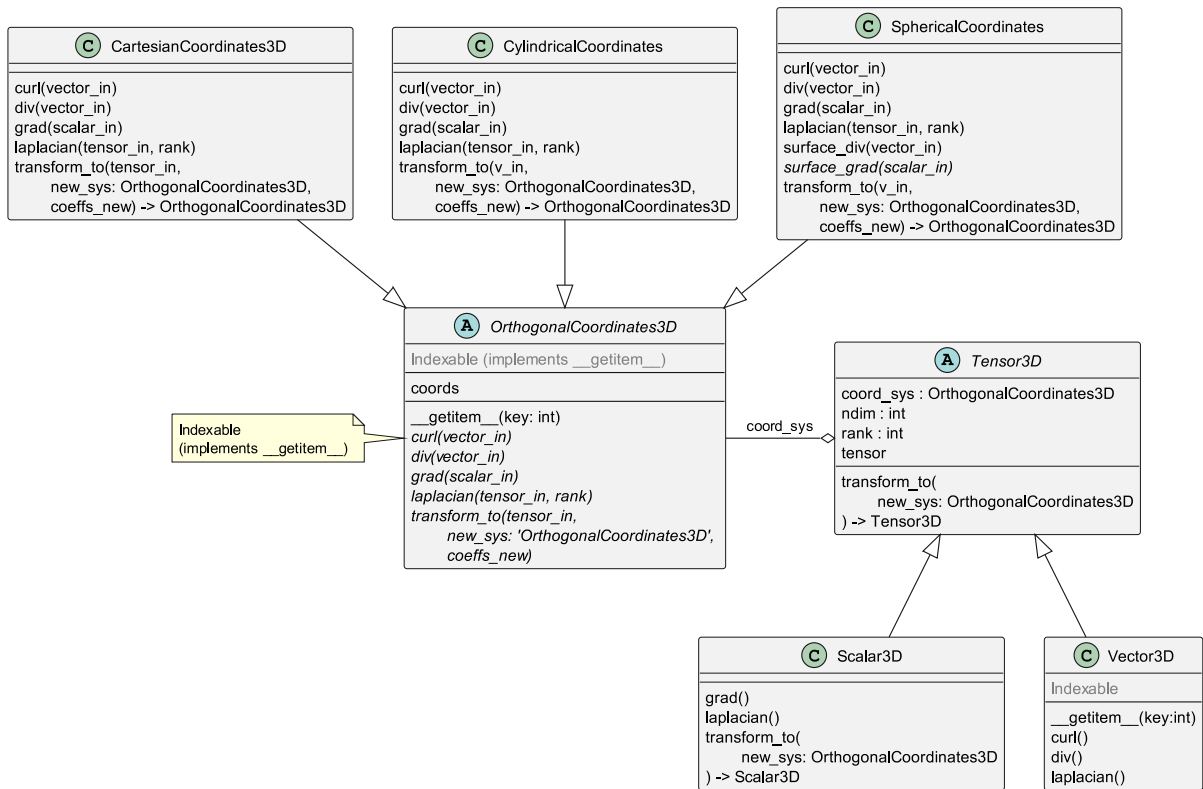 C CartesianCoordinates3D
curl(vector_in)
div(vector_in)
grad(scalar_in)
laplacian(tensor_in, rank)
transform_to(tensor_in,
new_sys: OrthogonalCoordinates3D,
coeffs_new) -> OrthogonalCoordinates3D
C CylindricalCoordinates
curl(vector_in)
div(vector_in)
grad(scalar_in)
laplacian(tensor_in, rank)
transform_to(v_in,
new_sys: OrthogonalCoordinates3D,
coeffs_new) -> OrthogonalCoordinates3D
C SphericalCoordinates
curl(vector_in)
div(vector_in)
grad(scalar_in)
laplacian(tensor_in, rank)
surface_div(vector_in)
surface_grad(scalar_in)
transform_to(v_in,
new_sys: OrthogonalCoordinates3D,
coeffs_new) -> OrthogonalCoordinates3D
Indexable
(implements __getitem__)
A OrthogonalCoordinates3D
Indexable (implements __getitem__)
coords
__getitem__(key: int)
curl(vector_in)
div(vector_in)
grad(scalar_in)
laplacian(tensor_in, rank)
transform_to(tensor_in,
new_sys: 'OrthogonalCoordinates3D',
coeffs_new)
coord_sys
A Tensor3D
coord_sys : OrthogonalCoordinates3D
ndim : int
rank : int
tensor
transform_to(
new_sys: OrthogonalCoordinates3D
) -> Tensor3D
C Scalar3D
grad()
laplacian()
transform_to(
new_sys: OrthogonalCoordinates3D
) -> Scalar3D
C Vector3D
Indexable
__getitem__(key:int)
curl()
div()
laplacian()